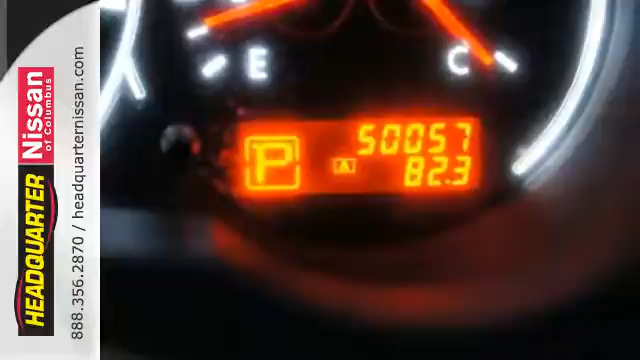 HEADQUARTER
Nissan
of Columbus
888.356.2870 / headquarternissan.com
E
C
P
50057
A
82.3